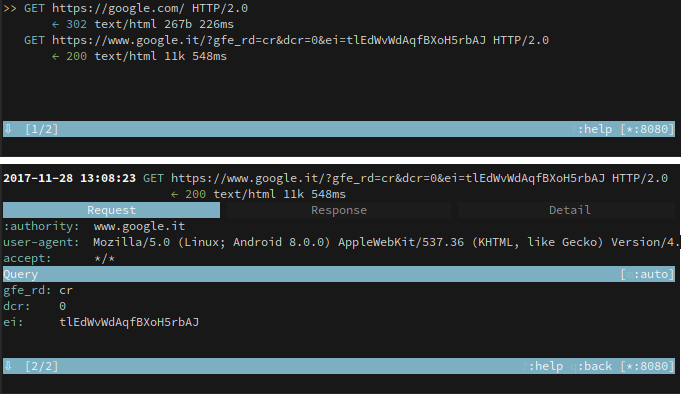 >> GET https://google.com/ HTTP/2.0
← 302 text/html 267b 226ms
GET https://www.google.it/?gfe_rd=cr&dcr=0&ei=tlEdWvWdAqfBXoH5rbAJ HTTP/2.0
← 200 text/html 11k 548ms
⇩ [1/2] ?:help [*:8080]
2017-11-28 13:08:23 GET https://www.google.it/?gfe_rd=cr&dcr=0&ei=tlEdWvWdAqfBXoH5rbAJ HTTP/2.0
← 200 text/html 11k 548ms
Request Response Detail
:authority: www.google.it
user-agent: Mozilla/5.0 (Linux; Android 8.0.0) AppleWebKit/537.36 (KHTML, like Gecko) Version/4.
accept: */*
Query [m:auto]
gfe_rd: cr
dcr: 0
ei: tlEdWvWdAqfBXoH5rbAJ
⇩ [2/2] ?:help q:back [*:8080]